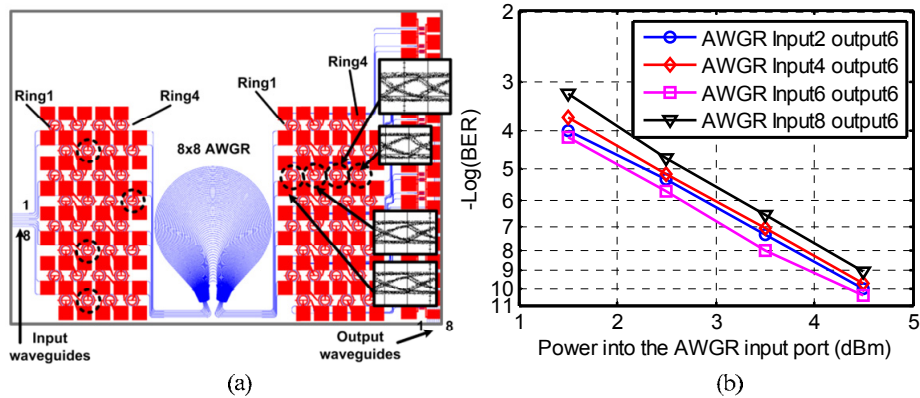 Ring1
Ring4
8x8 AWGR
Ring1
Ring4
1
8
Input
waveguides
Output
waveguides
1
8
(a)
(b)
AWGR Input2 output6
AWGR Input4 output6
AWGR Input6 output6
AWGR Input8 output6
-Log(BER)
2
3
4
5
6
7
8
9
10
11
1
2
3
4
5
Power into the AWGR input port (dBm)
(b)